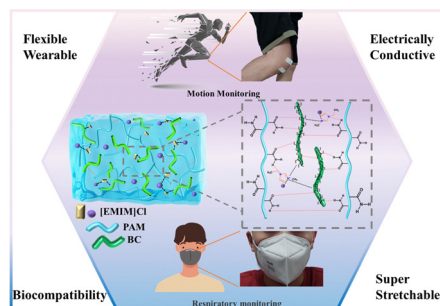 Flexible
Wearable
Electrically
Conductive
Motion Monitoring
[EMIM]Cl
PAM
BC
Biocompatibility
Super
Stretchable
Respiratory monitoring